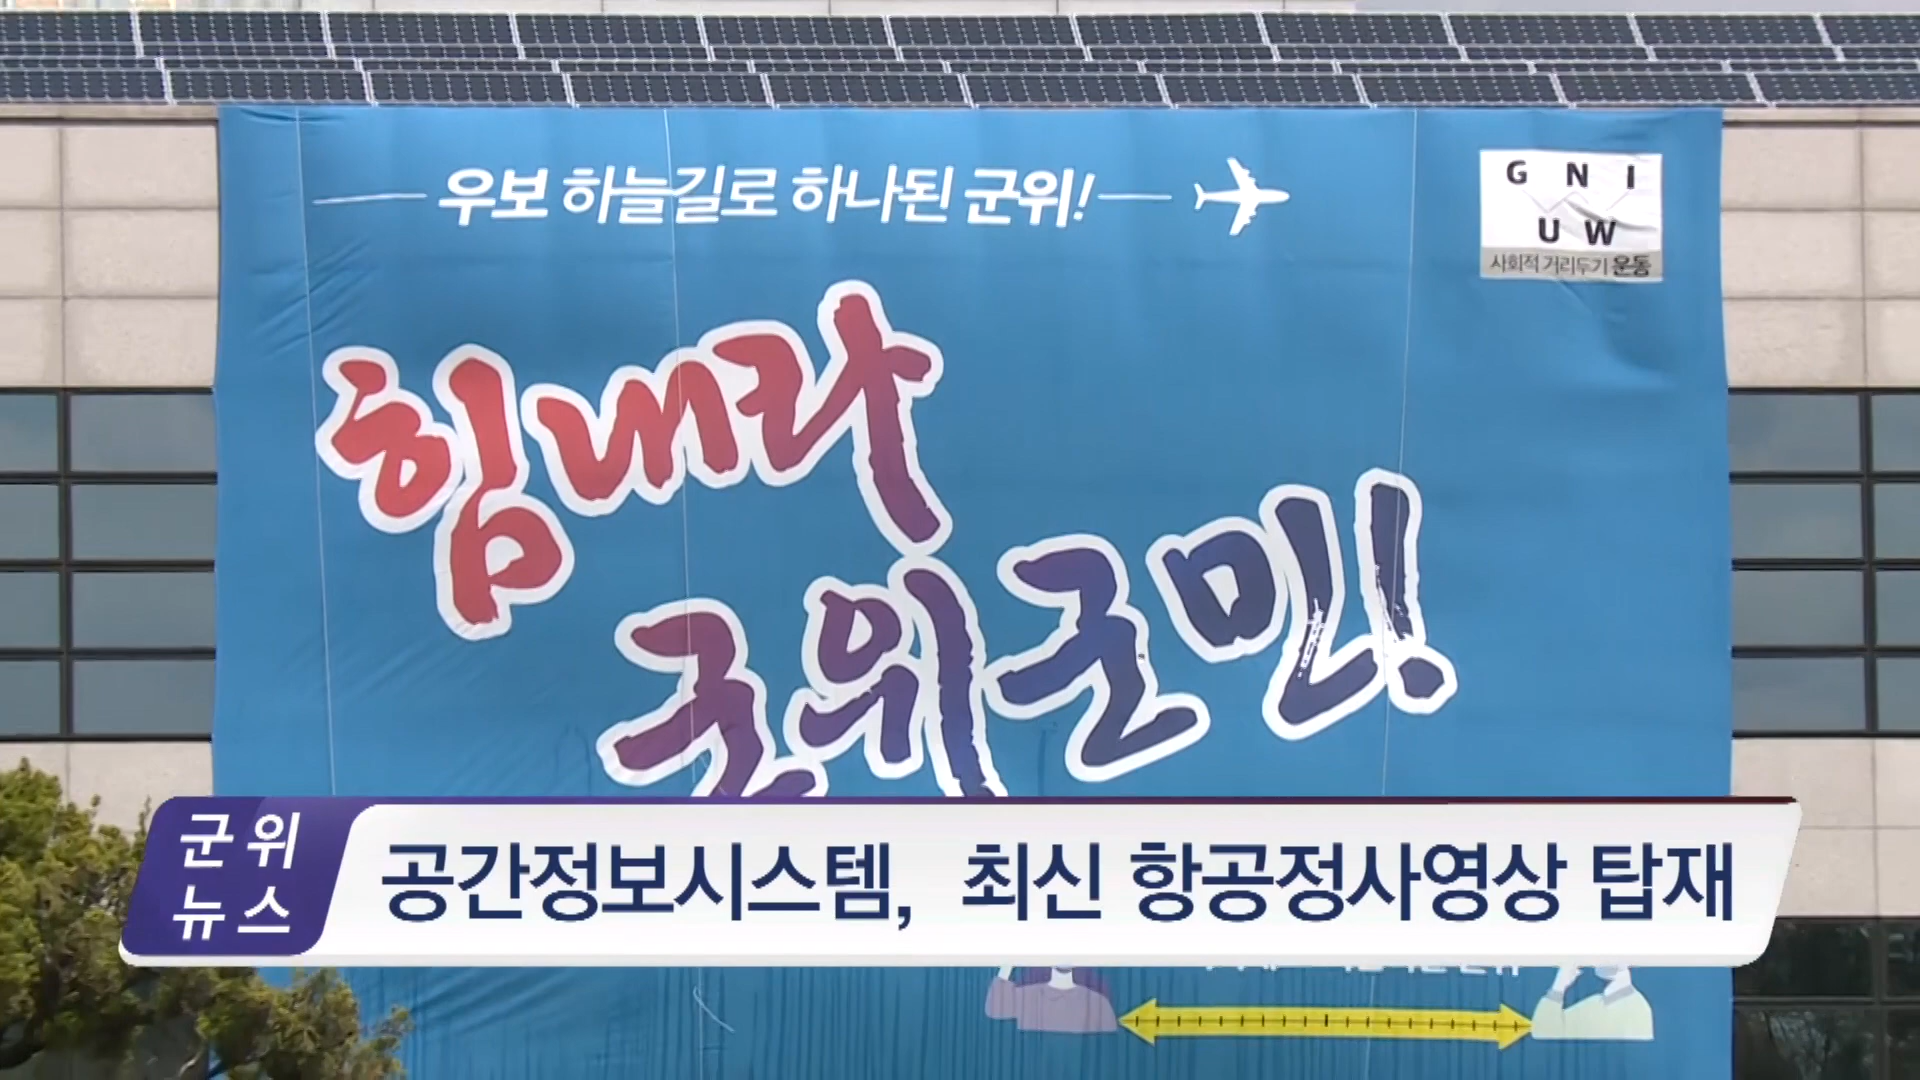 우보 하늘길로 하나된 군위!
G N I
U W
사회적 거리두기 운동
힘내라
군위군민!
군위
뉴스
공간정보시스템, 최신 항공정사영상 탑재